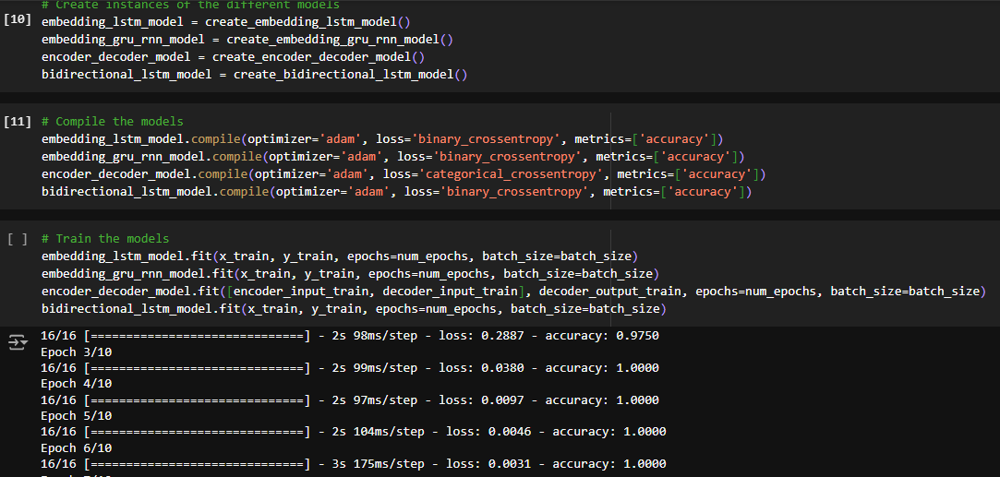 # Create instances of the different models
[10] embedding_lstm_model = create_embedding_lstm_model()
embedding_gru_rnn_model = create_embedding_gru_rnn_model()
encoder_decoder_model = create_encoder_decoder_model()
bidirectional_lstm_model = create_bidirectional_lstm_model()
[11] # Compile the models
embedding_lstm_model.compile(optimizer='adam', loss='binary_crossentropy', metrics=['accuracy'])
embedding_gru_rnn_model.compile(optimizer='adam', loss='binary_crossentropy', metrics=['accuracy'])
encoder_decoder_model.compile(optimizer='adam', loss='categorical_crossentropy', metrics=['accuracy'])
bidirectional_lstm_model.compile(optimizer='adam', loss='binary_crossentropy', metrics=['accuracy'])
[ ] # Train the models
embedding_lstm_model.fit(x_train, y_train, epochs=num_epochs, batch_size=batch_size)
embedding_gru_rnn_model.fit(x_train, y_train, epochs=num_epochs, batch_size=batch_size)
encoder_decoder_model.fit([encoder_input_train, decoder_input_train], decoder_output_train, epochs=num_epochs, batch_size=batch_size)
bidirectional_lstm_model.fit(x_train, y_train, epochs=num_epochs, batch_size=batch_size)
16/16 [==============================] - 2s 98ms/step - loss: 0.2887 - accuracy: 0.9750
Epoch 3/10
16/16 [==============================] - 2s 99ms/step - loss: 0.0380 - accuracy: 1.0000
Epoch 4/10
16/16 [==============================] - 2s 97ms/step - loss: 0.0097 - accuracy: 1.0000
Epoch 5/10
16/16 [==============================] - 2s 104ms/step - loss: 0.0046 - accuracy: 1.0000
Epoch 6/10
16/16 [==============================] - 3s 175ms/step - loss: 0.0031 - accuracy: 1.0000